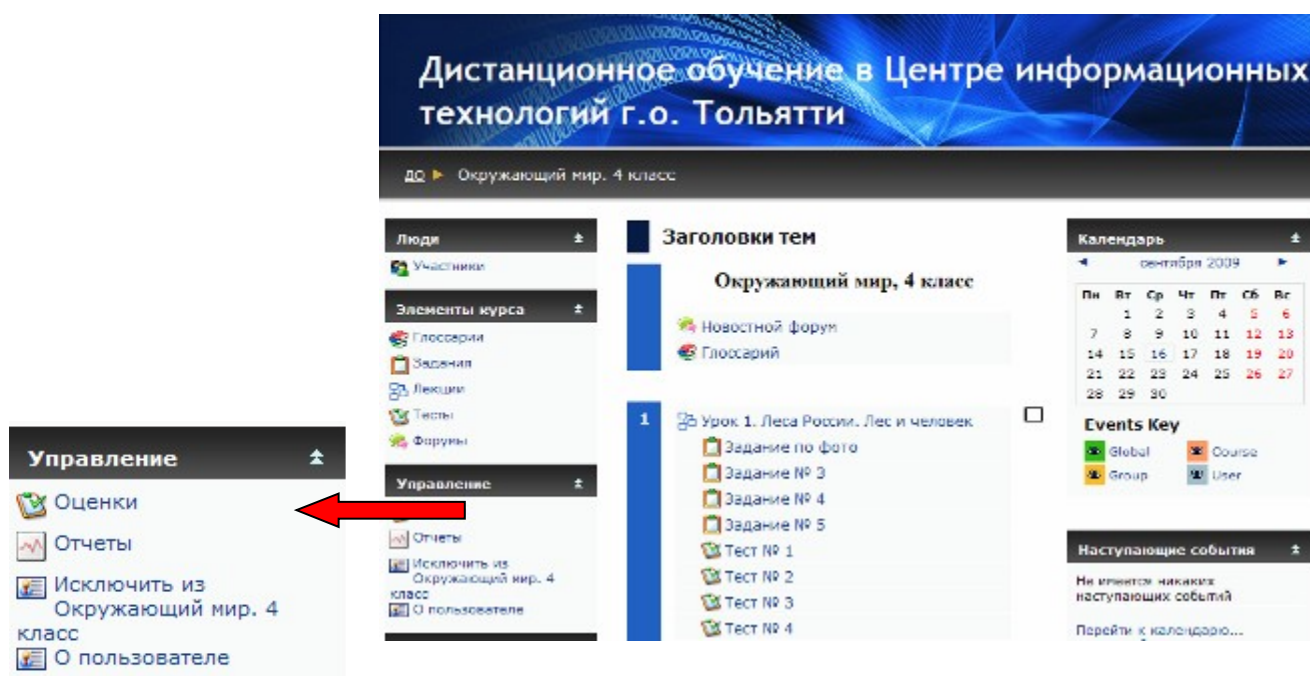 Дистанционное обучение в Центре информационных
технологий г.о. Тольятти
ДО ► Окружающий мир. 4 класс
Люди
Участники
Элементы курса
Глоссарии
Задания
Лекции
Тесты
Форумы
Управление
Отчеты
Исключить из
Окружающий мир. 4
класс
О пользователе
Заголовки тем
Окружающий мир, 4 класс
Новостной форум
Глоссарий
1
Урок 1. Леса России. Лес и человек
Задание по фото
Задание № 3
Задание № 4
Задание № 5
Тест № 1
Тест № 2
Тест № 3
Тест № 4
Календарь
сентября 2009
Пн Вт Ср Чт Пт Сб Вс
1 2 3 4 5 6
7 8 9 10 11 12 13
14 15 16 17 18 19 20
21 22 23 24 25 26 27
28 29 30
Events Key
Global Course
Group User
Наступающие события
Не имеется никаких
наступающих событий
Перейти к календарю...
Управление
Оценки
Отчеты
Исключить из
Окружающий мир. 4
класс
О пользователе